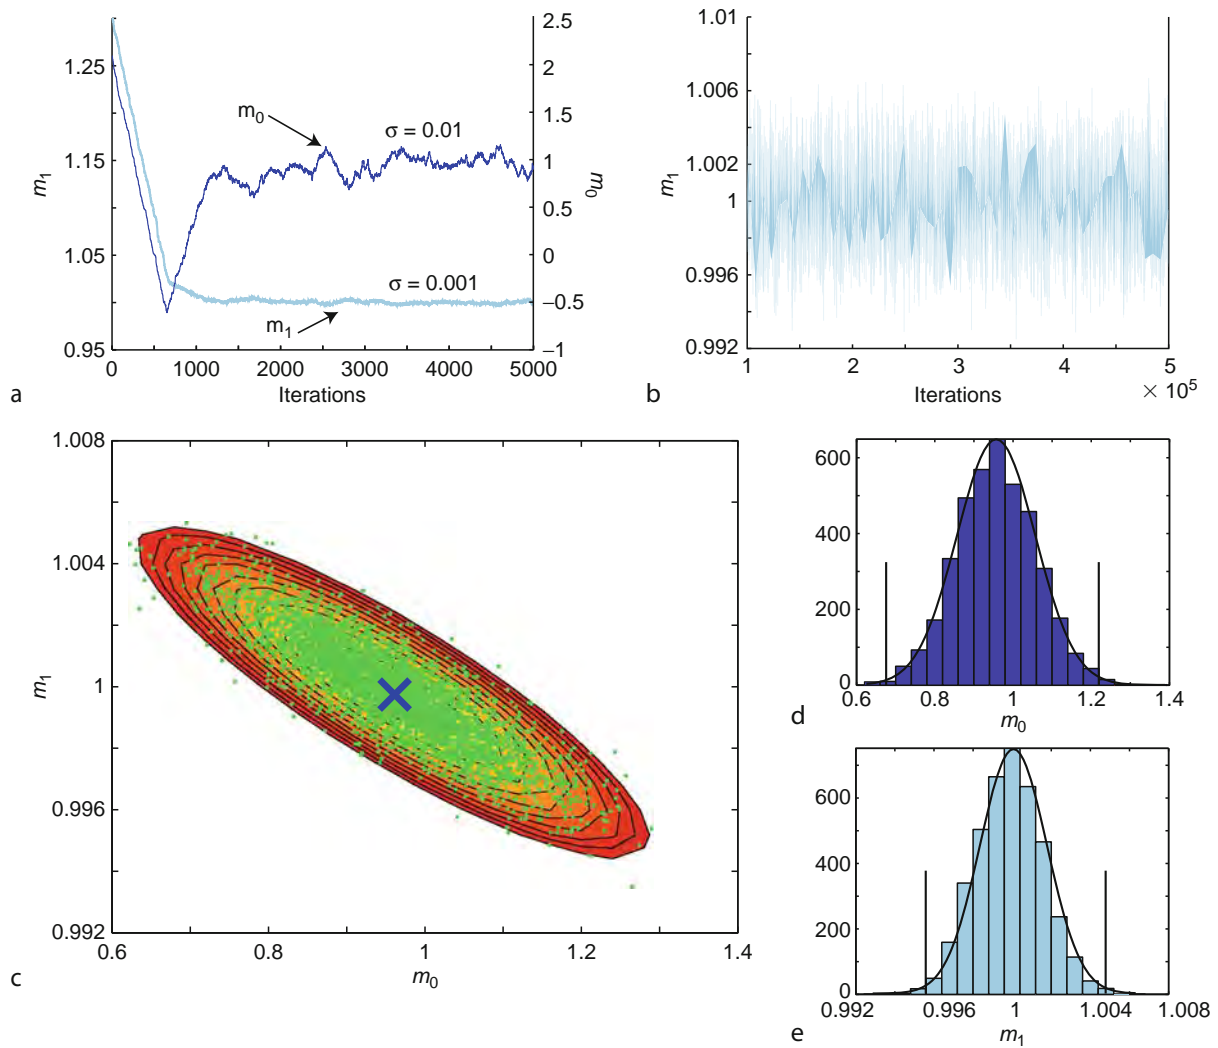 2.5
2
1.5
1
0.5
0
−0.5
−1
1.25
1.15
1.05
0.95
m1
m0
m0
σ = 0.01
σ = 0.001
m1
0 1000 2000 3000 4000 5000
Iterations
a
1.01
1.006
1.002
1
0.996
0.992
m1
1 2 3 4 5
× 10^5
Iterations
b
1.008
1.004
1
0.996
0.992
m1
0.6 0.8 1 1.2 1.4
m0
c
600
400
200
0
0.6 0.8 1 1.2 1.4
m0
d
600
400
200
0
0.992 0.996 1 1.004 1.008
m1
e